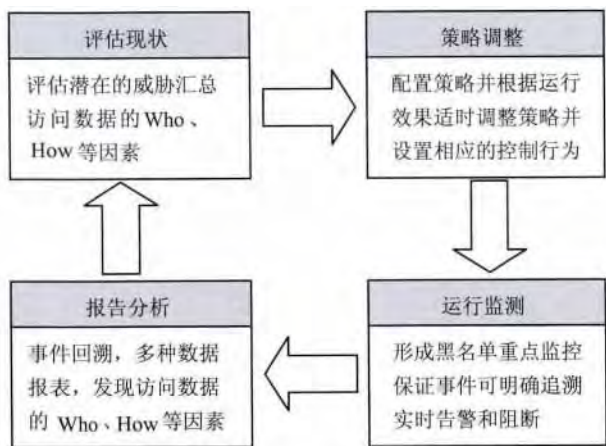 评估现状
评估潜在的威胁汇总
访问数据的Who、
How等因素
策略调整
配置策略并根据运行
效果适时调整策略并
设置相应的控制行为
报告分析
事件回溯，多种数据
报表，发现访问数据
的 Who、How等因素
运行监测
形成黑名单重点监控
保证事件可明确追溯
实时告警和阻断